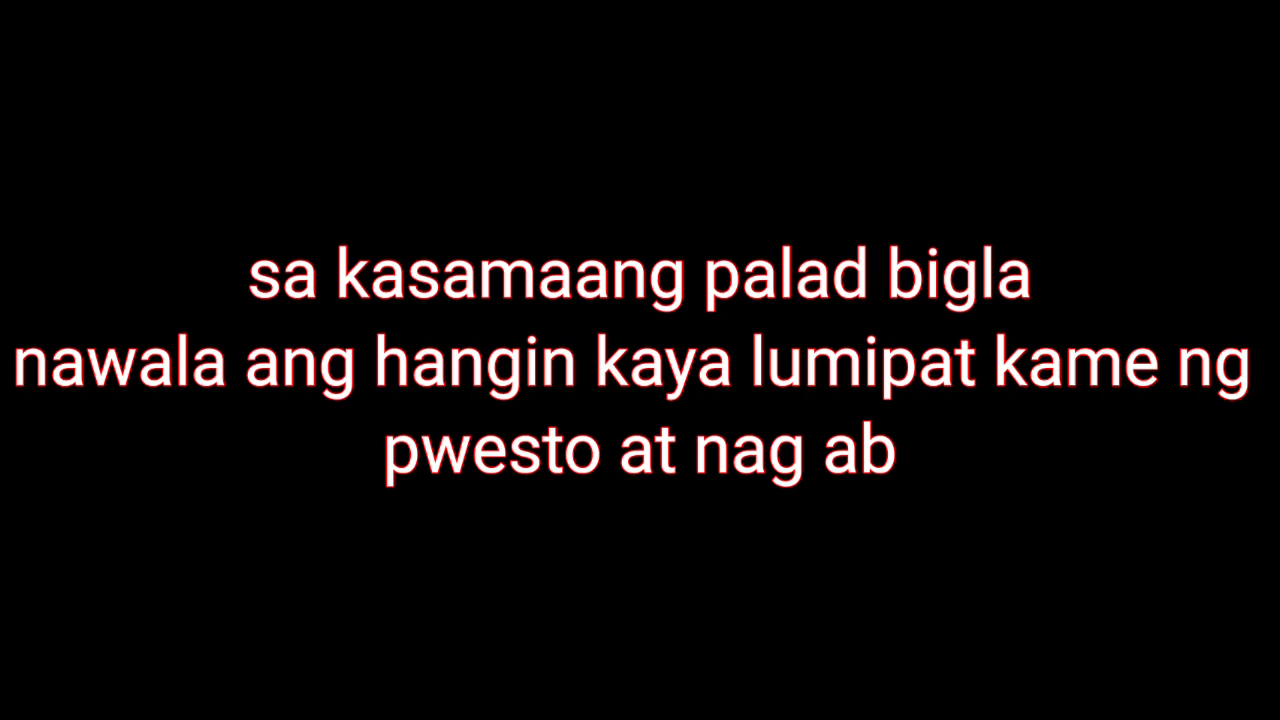 sa kasamaang palad bigla
nawala ang hangin kaya lumipat kame ng
pwesto at nag ab